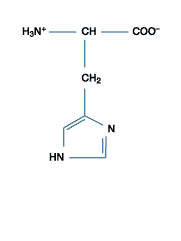 H₃N⁺ CH COO⁻
CH₂
N
HN